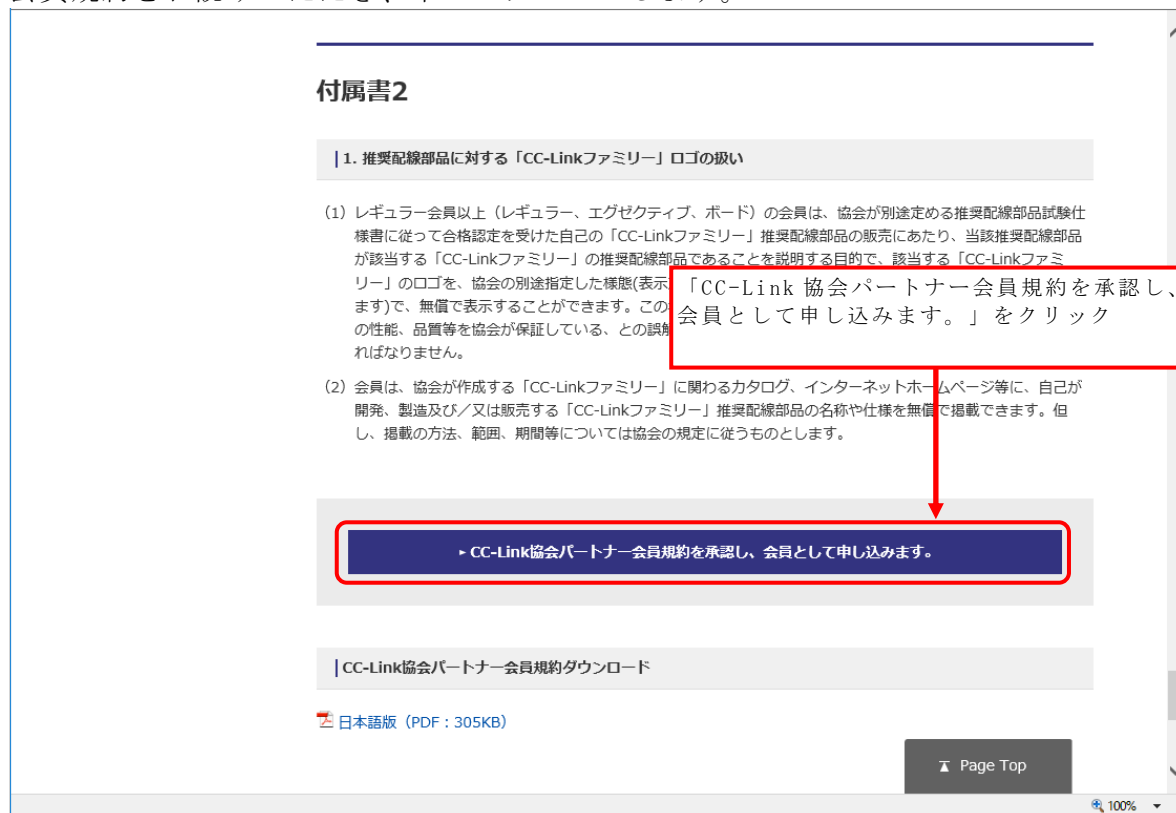 付属書2
1. 推奨配線部品に対する「CC-Linkファミリー」ロゴの扱い
(1) レギュラー会員以上（レギュラー、エグゼクティブ、ボード）の会員は、協会が別途定める推奨配線部品試験仕
様書に従って合格認定を受けた自己の「CC-Linkファミリー」推奨配線部品の販売にあたり、当該推奨配線部品
が該当する「CC-Linkファミリー」の推奨配線部品であることを説明する目的で、該当する「CC-Linkファミ
リー」のロゴを、協会の別途指定した様態(表示
ます)で、無償で表示することができます。この
の性能、品質等を協会が保証している、との誤解
ればなりません。
「CC-Link 協会パートナー会員規約を承認し、
会員として申し込みます。」をクリック
(2) 会員は、協会が作成する「CC-Linkファミリー」に関わるカタログ、インターネットホームページ等に、自己が
開発、製造及び／又は販売する「CC-Linkファミリー」推奨配線部品の名称や仕様を無償で掲載できます。但
し、掲載の方法、範囲、期間等については協会の規定に従うものとします。
CC-Link協会パートナー会員規約を承認し、会員として申し込みます。
CC-Link協会パートナー会員規約ダウンロード
日本語版（PDF：305KB）
Page Top
100%